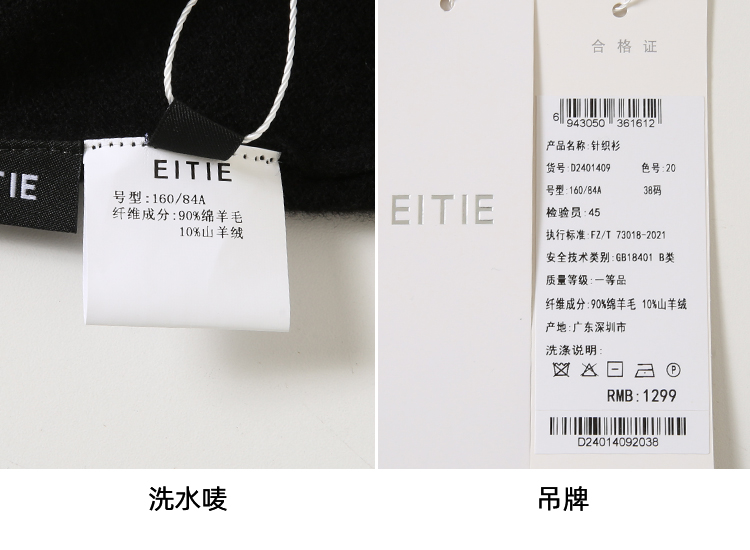 TIE
EITIE
号型:160/84A
纤维成分:90%绵羊毛
10%山羊绒
EITIE
合格证
6 943050 361612
产品名称:针织衫
货号:D2401409 色号:20
号型:160/84A 38码
检验员:45
执行标准:FZ/T 73018-2021
安全技术类别:GB18401 B类
质量等级:一等品
纤维成分:90%绵羊毛 10%山羊绒
产地:广东深圳市
洗涤说明:
P
RMB:1299
D24014092038
洗水唛
吊牌